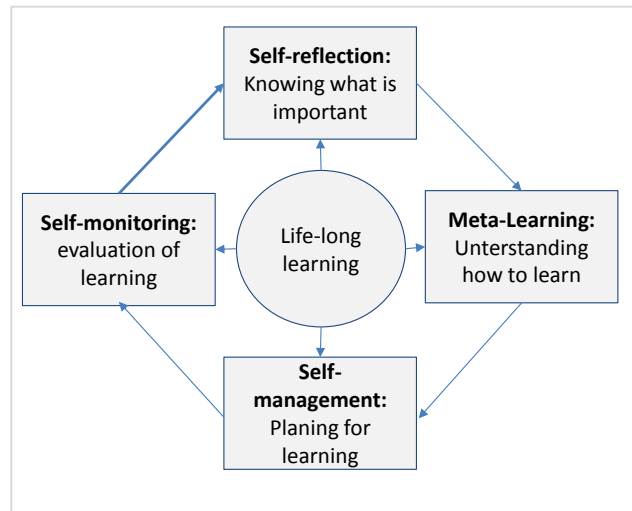 Self-reflection:
Knowing what is
important
Self-monitoring:
evaluation of
learning
Life-long
learning
Meta-Learning:
Unterstanding
how to learn
Self-
management:
Planing for
learning